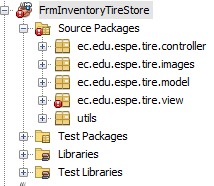 FrmInventoryTireStore
Source Packages
ec.edu.espe.tire.controller
ec.edu.espe.tire.images
ec.edu.espe.tire.model
ec.edu.espe.tire.view
utils
Test Packages
Libraries
Test Libraries